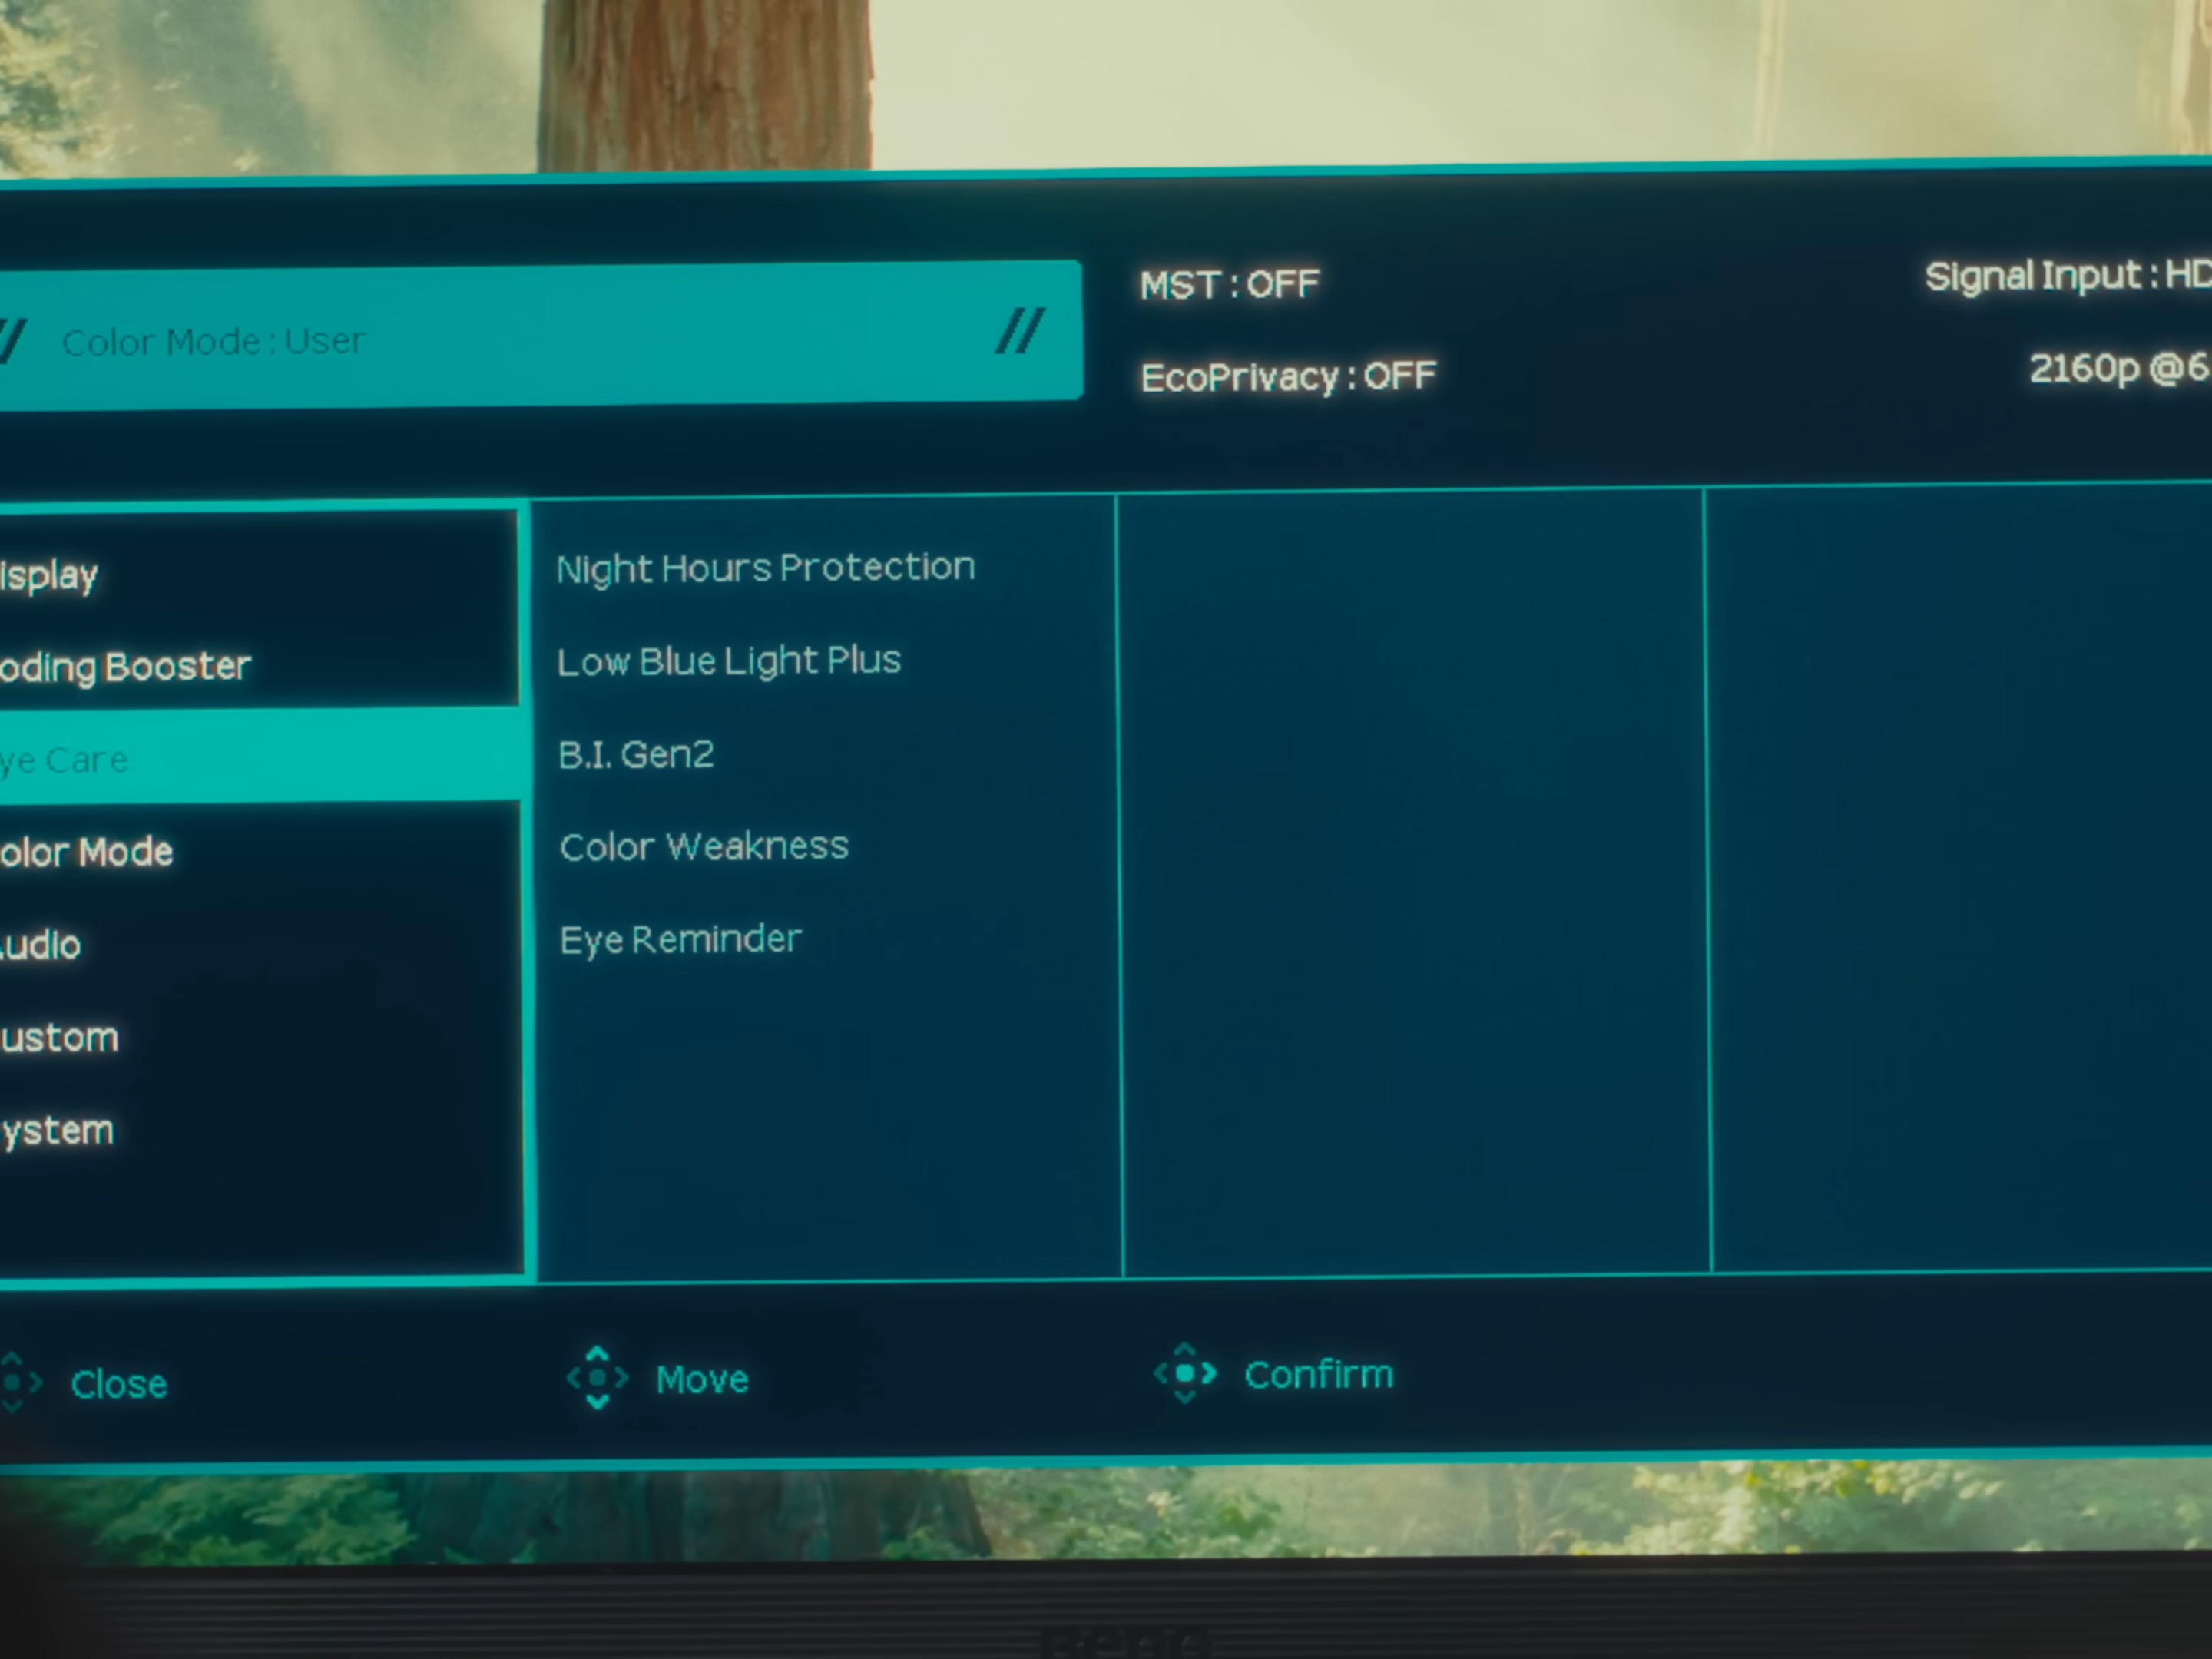 // Color Mode : User //
MST : OFF
EcoPrivacy : OFF
Signal Input : HD
2160p @6
isplay
oding Booster
ye Care
olor Mode
udio
ustom
ystem
Night Hours Protection
Low Blue Light Plus
B.I. Gen2
Color Weakness
Eye Reminder
Close
Move
Confirm